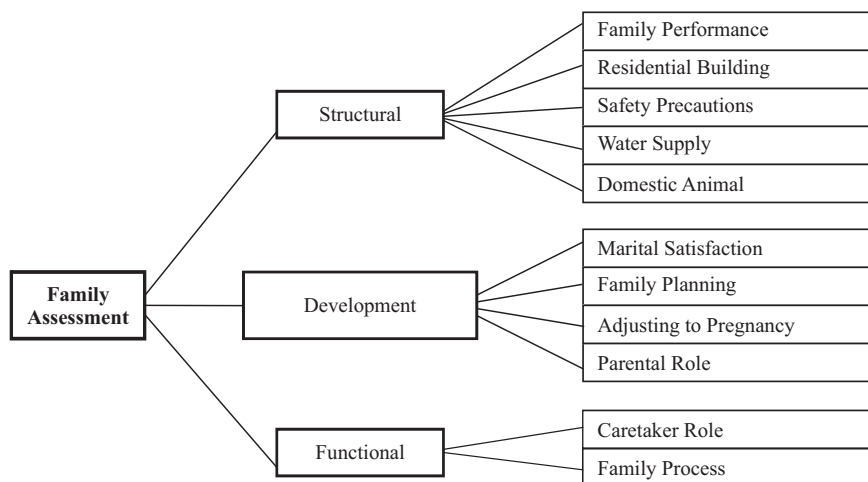 Family Assessment
Structural
Family Performance
Residential Building
Safety Precautions
Water Supply
Domestic Animal
Development
Marital Satisfaction
Family Planning
Adjusting to Pregnancy
Parental Role
Functional
Caretaker Role
Family Process